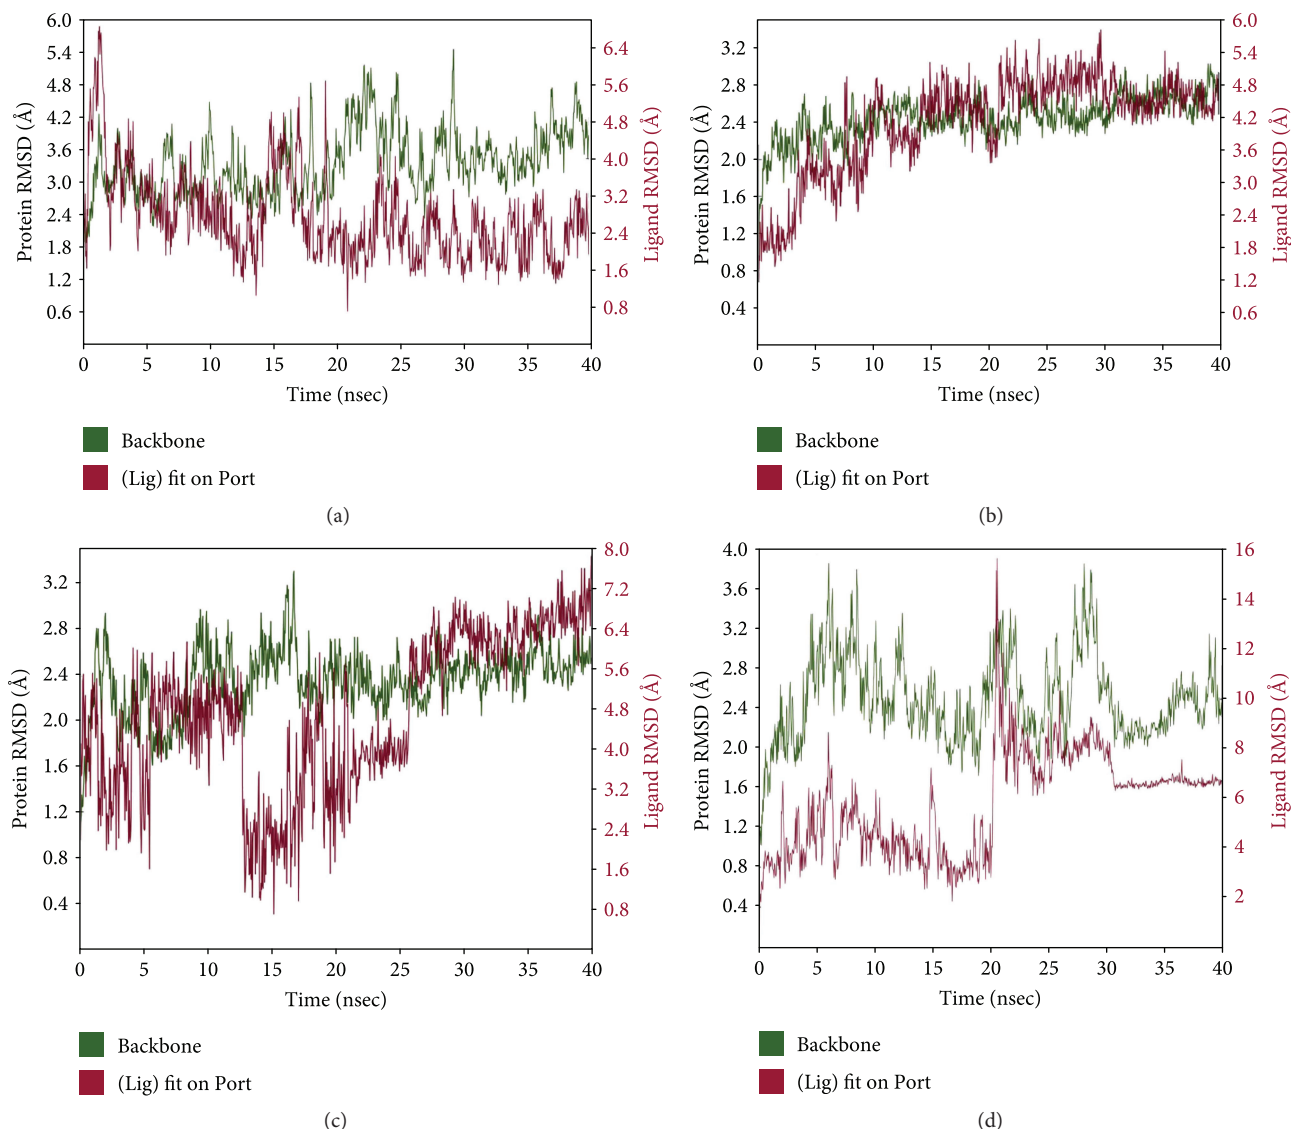 Protein RMSD (Å)
6.0
5.4
4.8
4.2
3.6
3.0
2.4
1.8
1.2
0.6
6.4
5.6
4.8
4.0
3.2
2.4
1.6
0.8
Ligand RMSD (Å)
0 5 10 15 20 25 30 35 40
Time (nsec)
Backbone
(Lig) fit on Port
(a)
Protein RMSD (Å)
3.2
2.8
2.4
2.0
1.6
1.2
0.8
0.4
6.0
5.4
4.8
4.2
3.6
3.0
2.4
1.8
1.2
0.6
Ligand RMSD (Å)
0 5 10 15 20 25 30 35 40
Time (nsec)
Backbone
(Lig) fit on Port
(b)
Protein RMSD (Å)
3.2
2.8
2.4
2.0
1.6
1.2
0.8
0.4
8.0
7.2
6.4
5.6
4.8
4.0
3.2
2.4
1.6
0.8
Ligand RMSD (Å)
0 5 10 15 20 25 30 35 40
Time (nsec)
Backbone
(Lig) fit on Port
(c)
Protein RMSD (Å)
4.0
3.6
3.2
2.8
2.4
2.0
1.6
1.2
0.8
0.4
16
14
12
10
8
6
4
2
Ligand RMSD (Å)
0 5 10 15 20 25 30 35 40
Time (nsec)
Backbone
(Lig) fit on Port
(d)